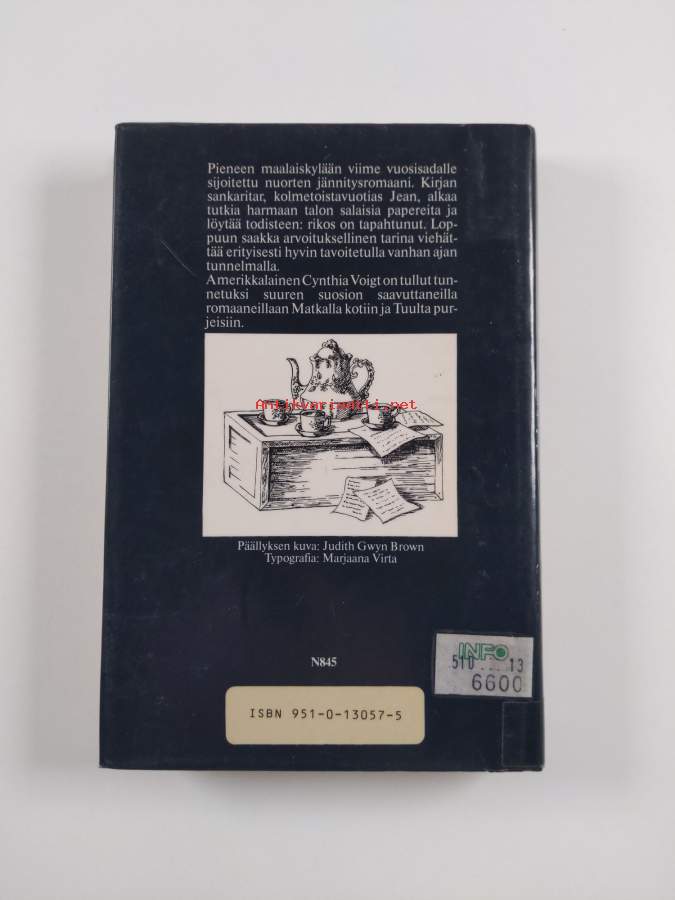 Pieneen maalaiskylään viime vuosisadalle
sijoitettu nuorten jännitysromaani. Kirjan
sankaritar, kolmetoistavuotias Jean, alkaa
tutkia harmaan talon salaisia papereita ja
löytää todisteen: rikos on tapahtunut. Lop-
puun saakka arvoituksellinen tarina viehät-
tää erityisesti hyvin tavoitetulla vanhan ajan
tunnelmalla.
Amerikkalainen Cynthia Voigt on tullut tun-
netuksi suuren suosion saavuttaneilla
romaaneillaan Matkalla kotiin ja Tuulta pur-
jeisiin.
Antikvariaatti.net
Päällyksen kuva: Judith Gwyn Brown
Typografia: Marjaana Virta
N845
INFO
510 ... 13
6600
ISBN 951-0-13057-5